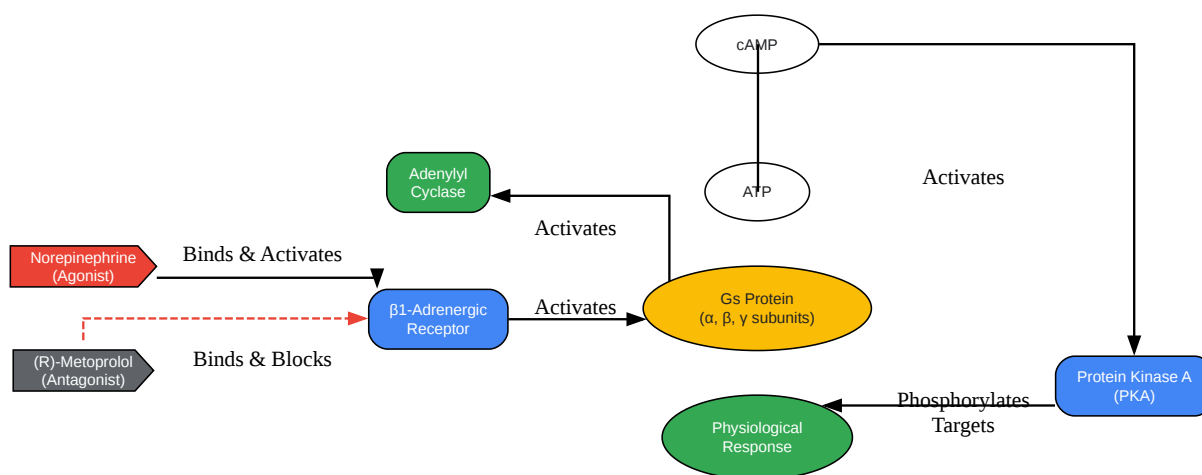 cAMP
ATP
Activates
Adenylyl
Cyclase
Activates
Norepinephrine
(Agonist)
Binds & Activates
β1-Adrenergic
Receptor
Activates
Gs Protein
(α, β, γ subunits)
(R)-Metoprolol
(Antagonist)
Binds & Blocks
Protein Kinase A
(PKA)
Phosphorylates
Targets
Physiological
Response